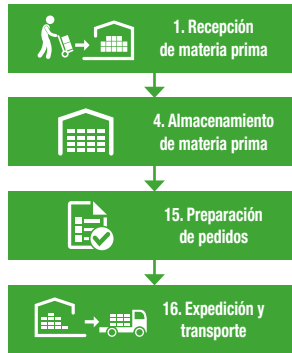 1. Recepción
de materia prima
4. Almacenamiento
de materia prima
15. Preparación
de pedidos
16. Expedición y
transporte